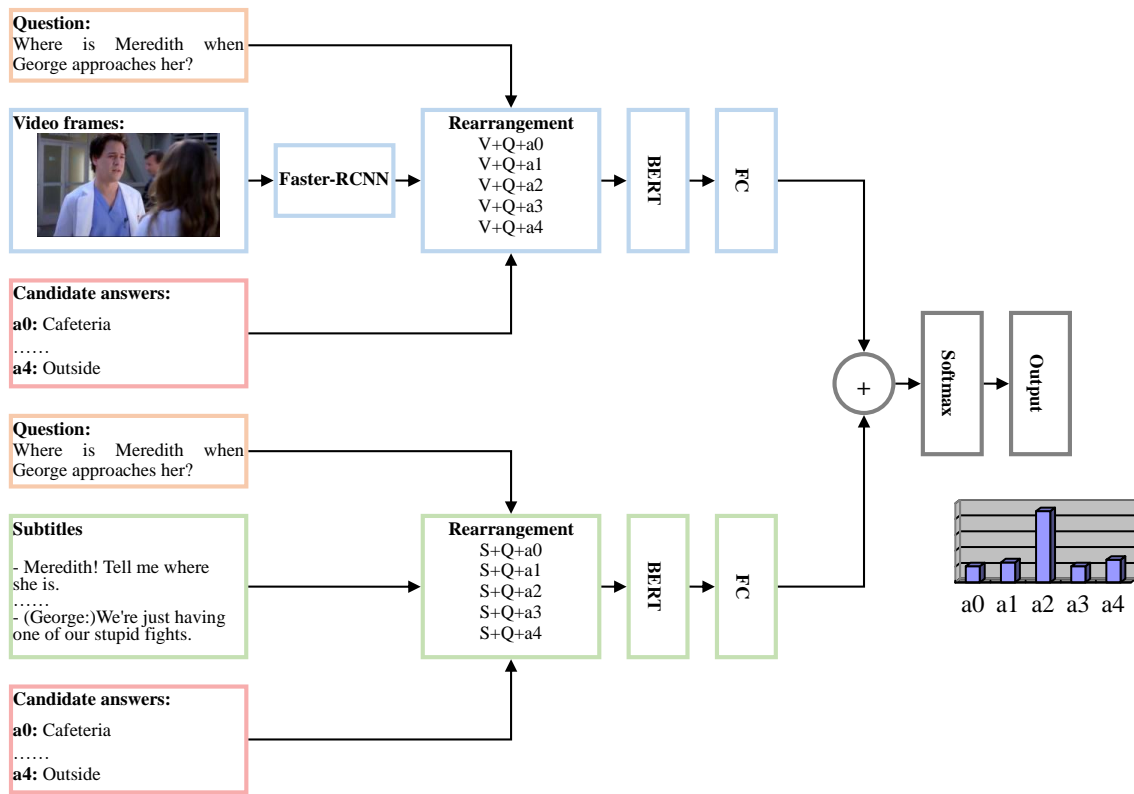 Question:
Where is Meredith when
George approaches her?
Video frames:
Faster-RCNN
Rearrangement
V+Q+a0
V+Q+a1
V+Q+a2
V+Q+a3
V+Q+a4
BERT
FC
Candidate answers:
a0: Cafeteria
......
a4: Outside
+
Softmax
Output
Question:
Where is Meredith when
George approaches her?
Subtitles
- Meredith! Tell me where
she is.
......
- (George:)We're just having
one of our stupid fights.
Rearrangement
S+Q+a0
S+Q+a1
S+Q+a2
S+Q+a3
S+Q+a4
BERT
FC
a0 a1 a2 a3 a4
Candidate answers:
a0: Cafeteria
......
a4: Outside